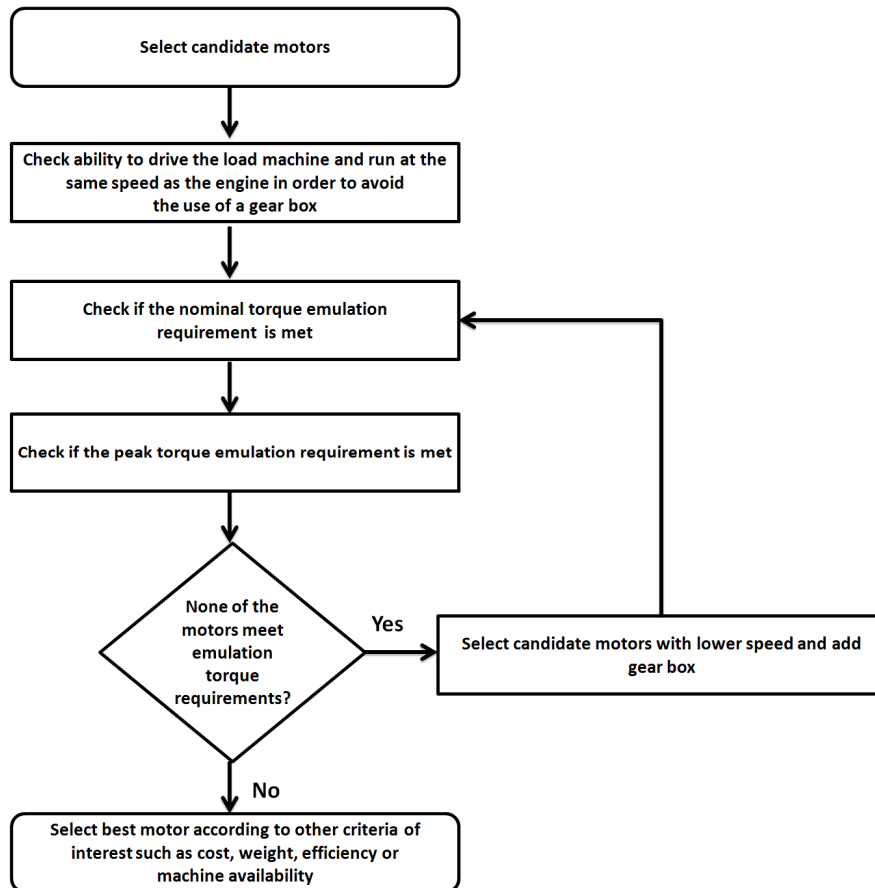 Select candidate motors
Check ability to drive the load machine and run at the
same speed as the engine in order to avoid
the use of a gear box
Check if the nominal torque emulation
requirement is met
Check if the peak torque emulation requirement is met
None of the
motors meet
emulation
torque
requirements?
Yes
Select candidate motors with lower speed and add
gear box
No
Select best motor according to other criteria of
interest such as cost, weight, efficiency or
machine availability